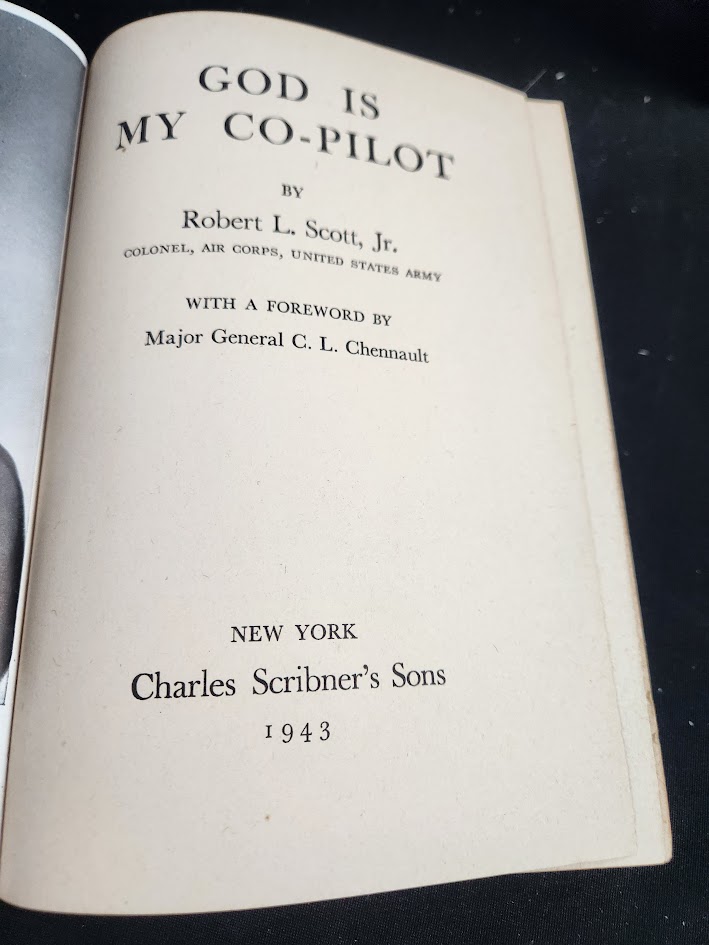 GOD IS
MY CO-PILOT
BY
Robert L. Scott, Jr.
COLONEL, AIR CORPS, UNITED STATES ARMY
WITH A FOREWORD BY
Major General C. L. Chennault
NEW YORK
Charles Scribner's Sons
1943